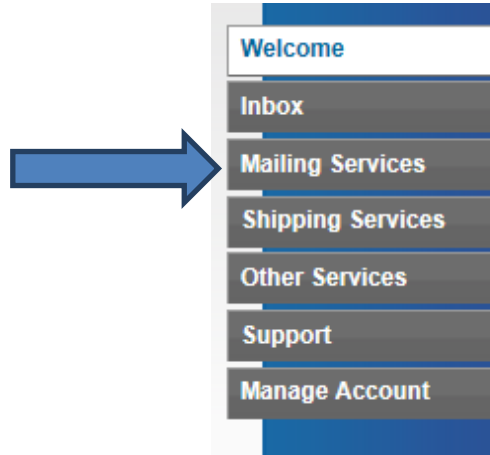 Welcome
Inbox
Mailing Services
Shipping Services
Other Services
Support
Manage Account